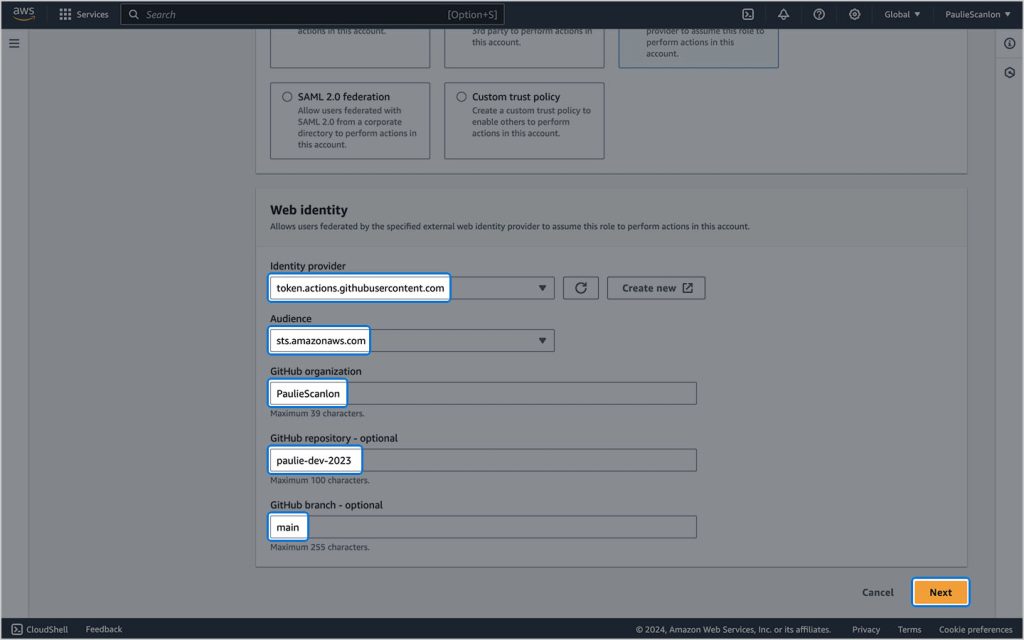 aws
Services
Search
[Option+S]
Global
PaulieScanlon
actions in this account.
3rd party to perform actions in
this account.
provider to assume this role to
perform actions in this
account.
SAML 2.0 federation
Allow users federated with
SAML 2.0 from a corporate
directory to perform actions in
this account.
Custom trust policy
Create a custom trust policy to
enable others to perform
actions in this account.
Web identity
Allows users federated by the specified external web identity provider to assume this role to perform actions in this account.
Identity provider
token.actions.githubusercontent.com
Create new
Audience
sts.amazonaws.com
GitHub organization
PaulieScanlon
Maximum 39 characters.
GitHub repository - optional
paulie-dev-2023
Maximum 100 characters.
GitHub branch - optional
main
Maximum 255 characters.
Cancel
Next
CloudShell
Feedback
© 2024, Amazon Web Services, Inc. or its affiliates.
Privacy
Terms
Cookie preferences